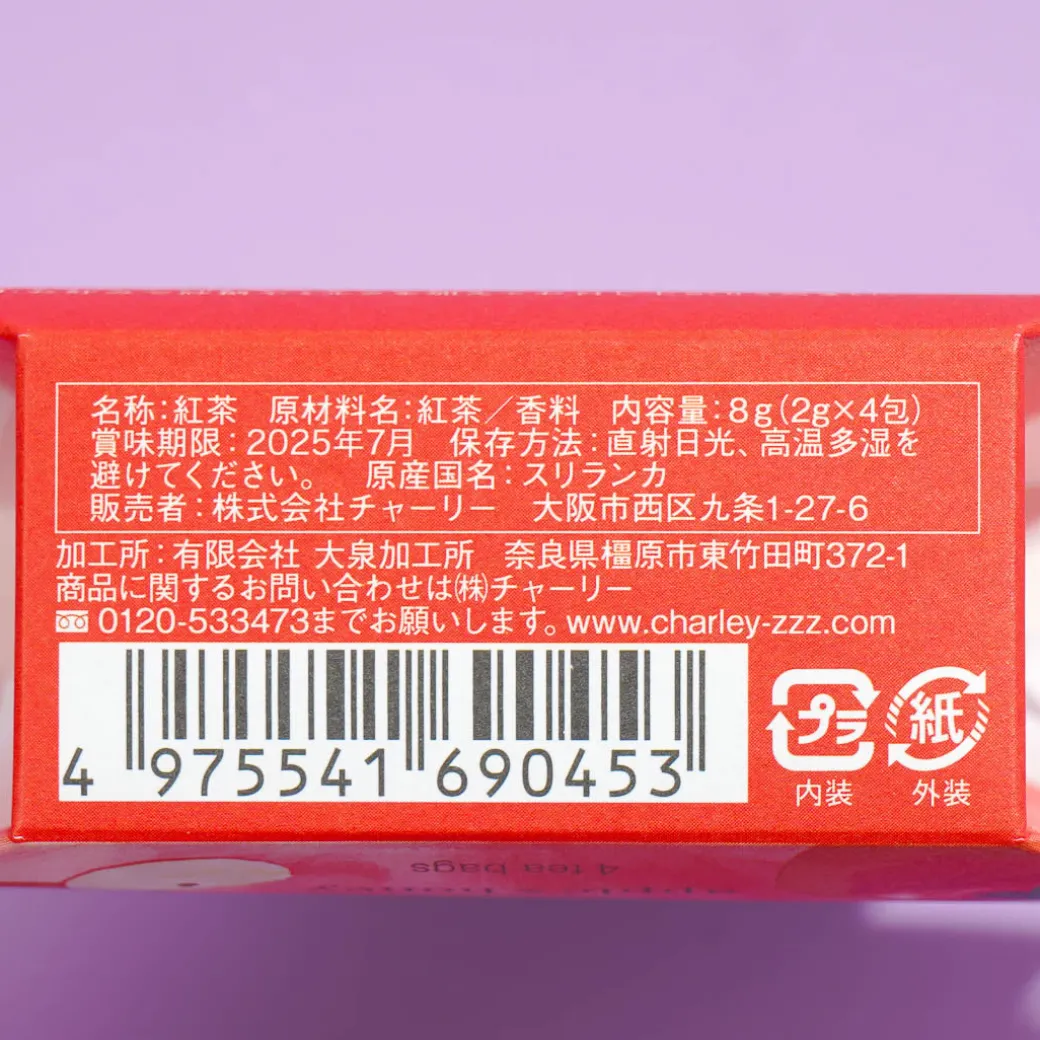 名称：紅茶　原材料名：紅茶／香料　内容量：8g（2g×4包）
賞味期限：2025年7月　保存方法：直射日光、高温多湿を
避けてください。　原産国名：スリランカ
販売者：株式会社チャーリー　大阪市西区九条1-27-6
加工所：有限会社 大泉加工所　奈良県橿原市東竹田町372-1
商品に関するお問い合わせは㈱チャーリー
0120-533473までお願いします。www.charley-zzz.com
4 975541 690453
プラ 紙
内装 外装
4 tea bags